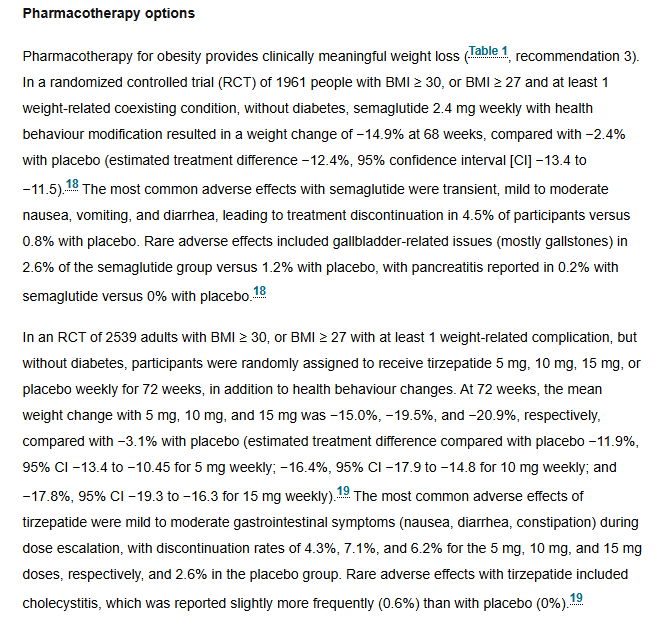 Pharmacotherapy options
Pharmacotherapy for obesity provides clinically meaningful weight loss (Table 1, recommendation 3).
In a randomized controlled trial (RCT) of 1961 people with BMI ≥ 30, or BMI ≥ 27 and at least 1
weight-related coexisting condition, without diabetes, semaglutide 2.4 mg weekly with health
behaviour modification resulted in a weight change of −14.9% at 68 weeks, compared with −2.4%
with placebo (estimated treatment difference −12.4%, 95% confidence interval [CI] −13.4 to
−11.5).18 The most common adverse effects with semaglutide were transient, mild to moderate
nausea, vomiting, and diarrhea, leading to treatment discontinuation in 4.5% of participants versus
0.8% with placebo. Rare adverse effects included gallbladder-related issues (mostly gallstones) in
2.6% of the semaglutide group versus 1.2% with placebo, with pancreatitis reported in 0.2% with
semaglutide versus 0% with placebo.18
In an RCT of 2539 adults with BMI ≥ 30, or BMI ≥ 27 with at least 1 weight-related complication, but
without diabetes, participants were randomly assigned to receive tirzepatide 5 mg, 10 mg, 15 mg, or
placebo weekly for 72 weeks, in addition to health behaviour changes. At 72 weeks, the mean
weight change with 5 mg, 10 mg, and 15 mg was −15.0%, −19.5%, and −20.9%, respectively,
compared with −3.1% with placebo (estimated treatment difference compared with placebo −11.9%,
95% CI −13.4 to −10.45 for 5 mg weekly; −16.4%, 95% CI −17.9 to −14.8 for 10 mg weekly; and
−17.8%, 95% CI −19.3 to −16.3 for 15 mg weekly).19 The most common adverse effects of
tirzepatide were mild to moderate gastrointestinal symptoms (nausea, diarrhea, constipation) during
dose escalation, with discontinuation rates of 4.3%, 7.1%, and 6.2% for the 5 mg, 10 mg, and 15 mg
doses, respectively, and 2.6% in the placebo group. Rare adverse effects with tirzepatide included
cholecystitis, which was reported slightly more frequently (0.6%) than with placebo (0%).19